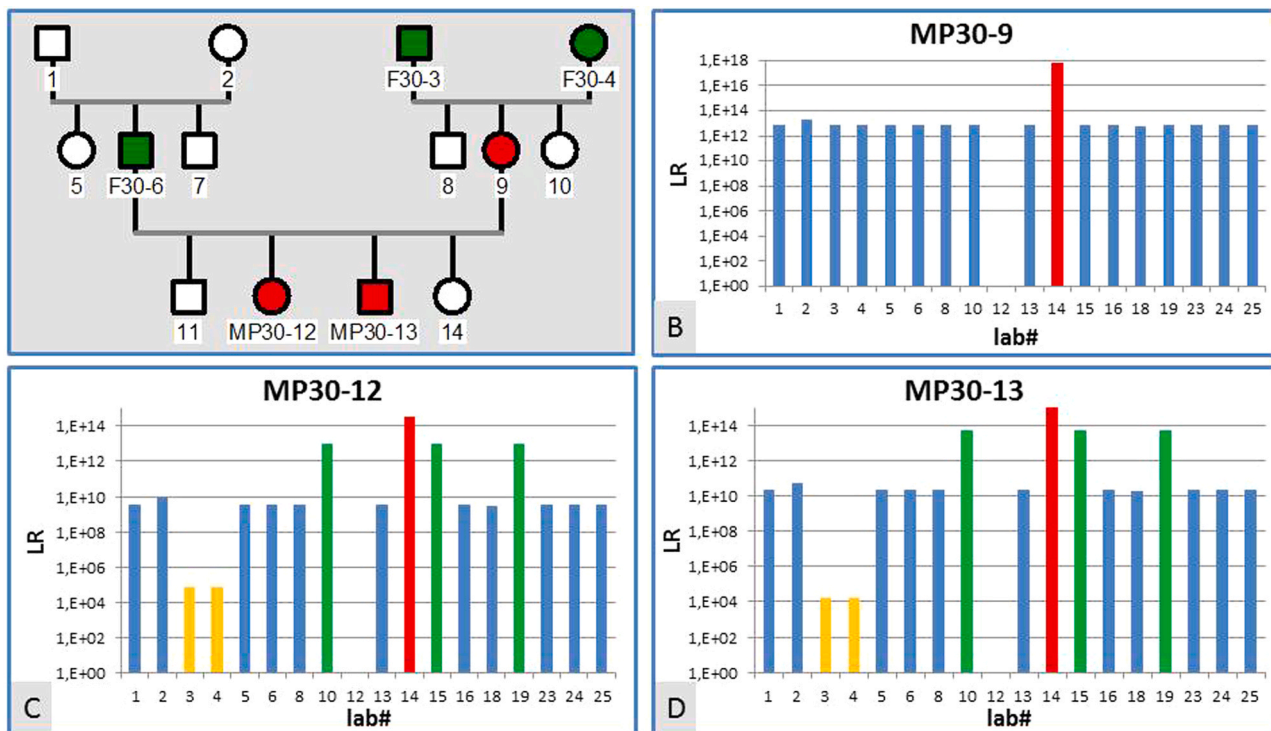 1
2
F30-3
F30-4
5
F30-6
7
8
9
10
11
MP30-12
MP30-13
14
MP30-9
1,E+18
1,E+16
1,E+14
1,E+12
1,E+10
1,E+08
1,E+06
1,E+04
1,E+02
1,E+00
LR
1 2 3 4 5 6 8 10 12 13 14 15 16 18 19 23 24 25
lab#
B
MP30-12
1,E+14
1,E+12
1,E+10
1,E+08
1,E+06
1,E+04
1,E+02
1,E+00
LR
1 2 3 4 5 6 8 10 12 13 14 15 16 18 19 23 24 25
lab#
C
MP30-13
1,E+14
1,E+12
1,E+10
1,E+08
1,E+06
1,E+04
1,E+02
1,E+00
LR
1 2 3 4 5 6 8 10 12 13 14 15 16 18 19 23 24 25
lab#
D